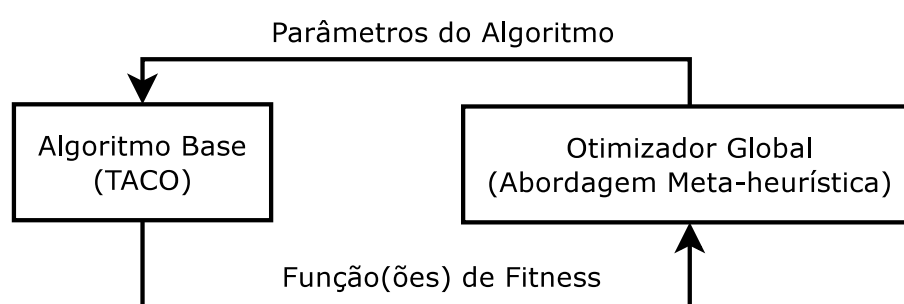 Parâmetros do Algoritmo
Algoritmo Base
(TACO)
Otimizador Global
(Abordagem Meta-heurística)
Função(ões) de Fitness